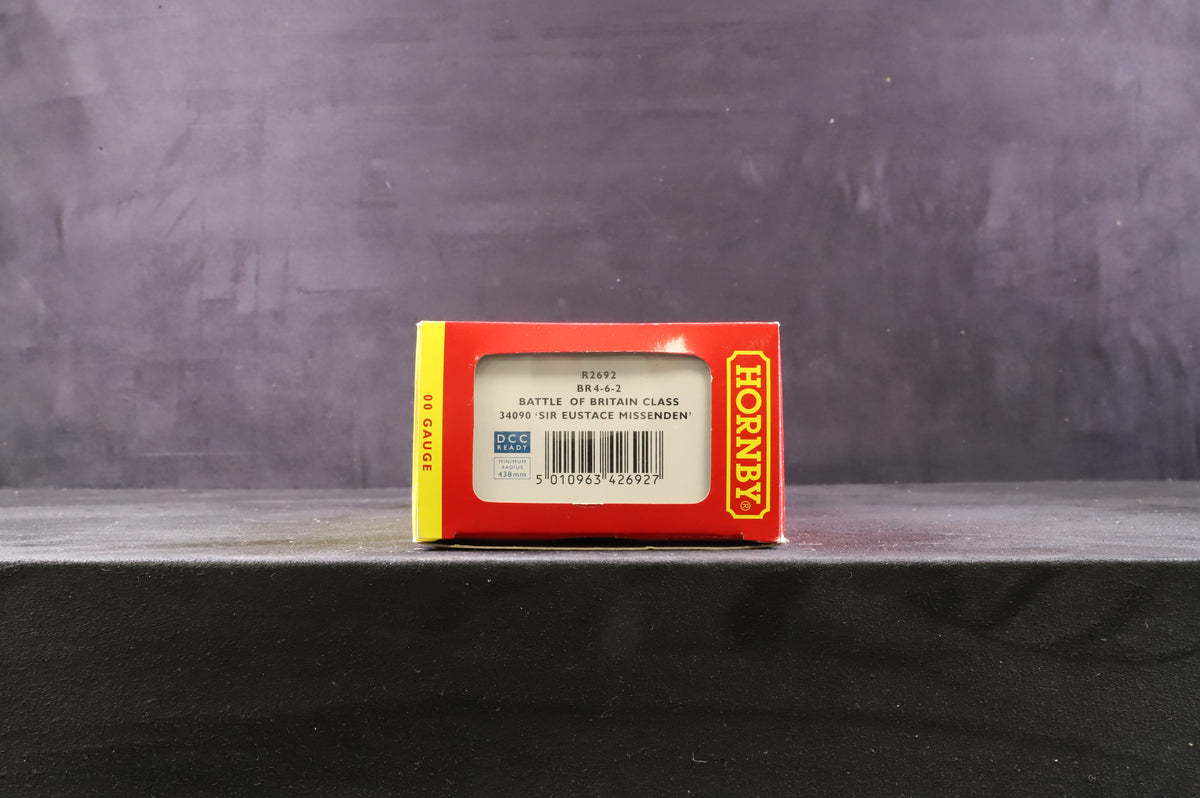 00 GAUGE
R2692
BR 4-6-2
BATTLE OF BRITAIN CLASS
34090 'SIR EUSTACE MISSENDEN'
DCC
READY
MINIMUM
RADIUS
438mm
5 010963 426927
HORNBY®